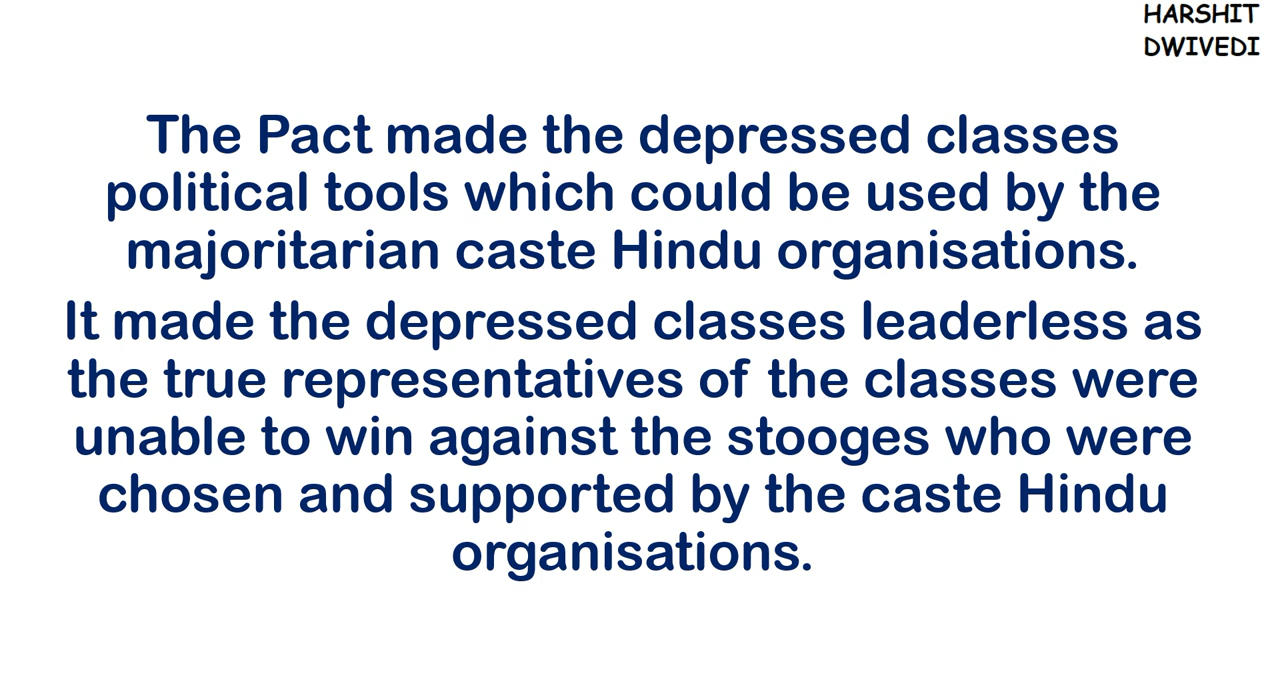 HARSHIT
DWIVEDI
The Pact made the depressed classes
political tools which could be used by the
majoritarian caste Hindu organisations.
It made the depressed classes leaderless as
the true representatives of the classes were
unable to win against the stooges who were
chosen and supported by the caste Hindu
organisations.